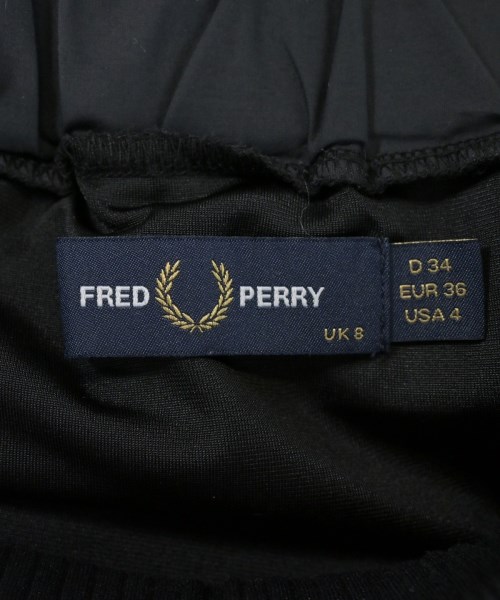 FRED PERRY
UK 8
D 34
EUR 36
USA 4